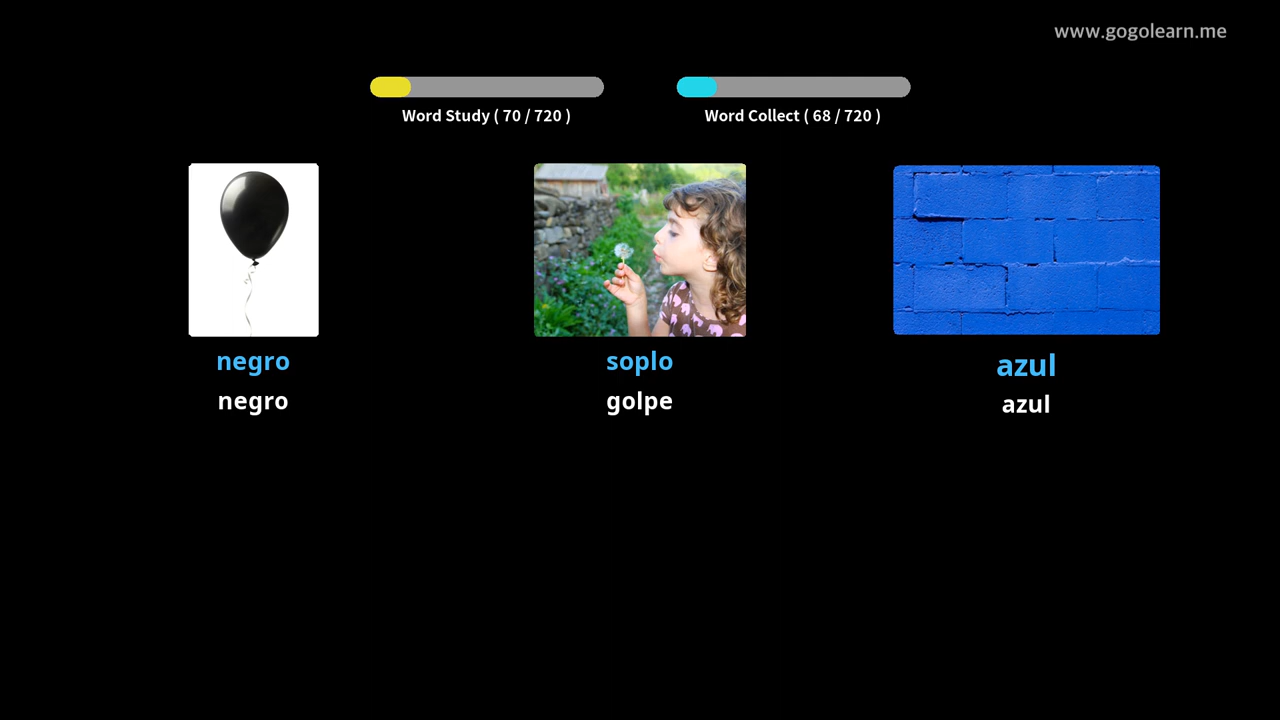 www.gogolearn.me
Word Study ( 70 / 720 )
Word Collect ( 68 / 720 )
negro
negro
soplo
golpe
azul
azul